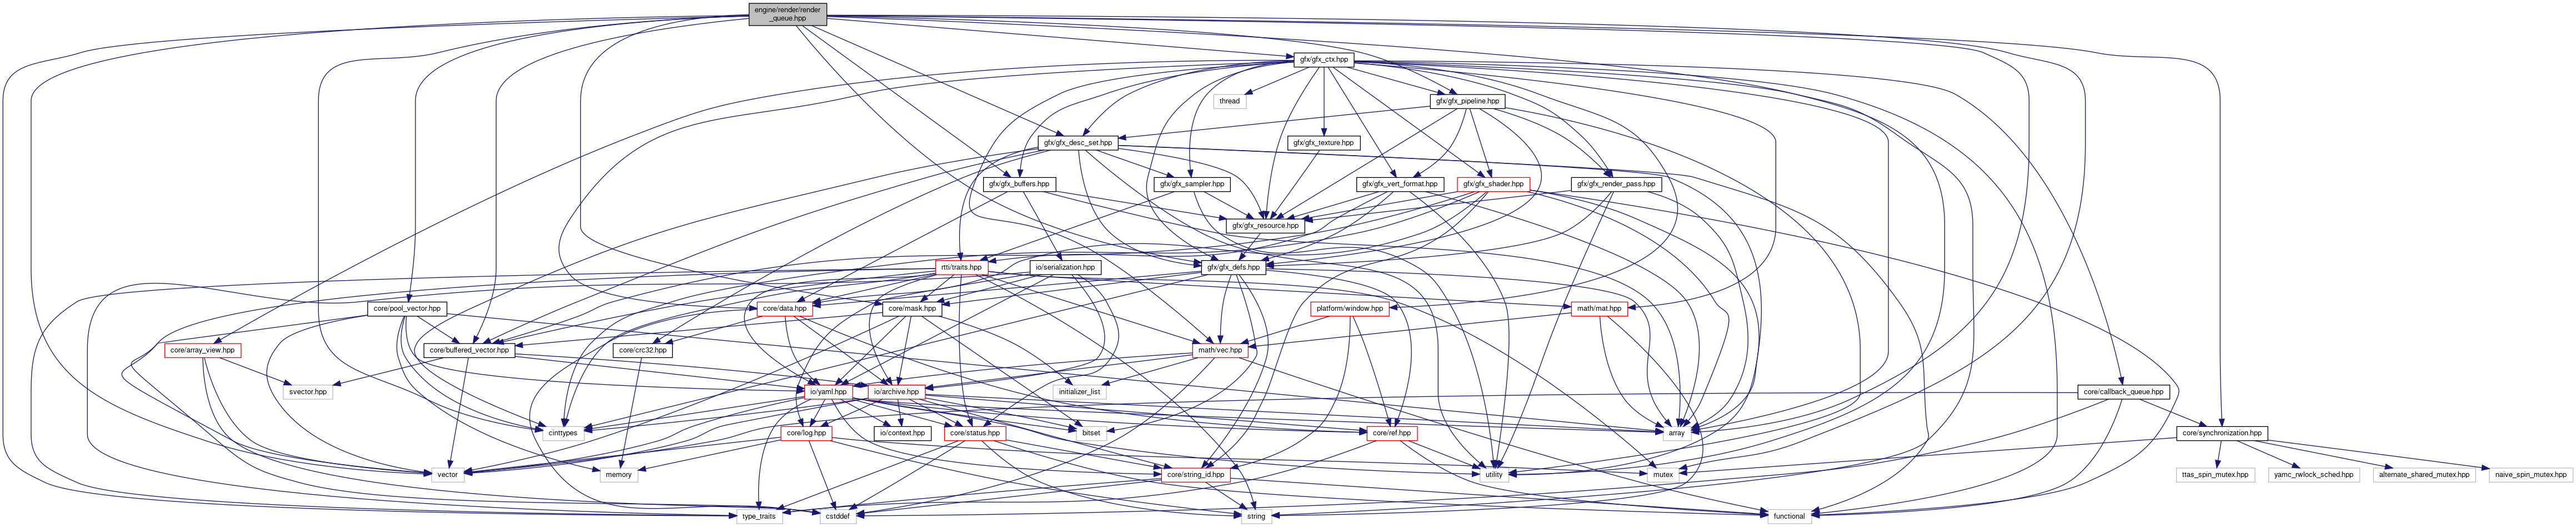 engine/render/render
_queue.hpp
gfx/gfx_ctx.hpp
thread
gfx/gfx_pipeline.hpp
gfx/gfx_desc_set.hpp
gfx/gfx_texture.hpp
gfx/gfx_buffers.hpp
gfx/gfx_sampler.hpp
gfx/gfx_vert_format.hpp
gfx/gfx_shader.hpp
gfx/gfx_render_pass.hpp
gfx/gfx_resource.hpp
rtti/traits.hpp
io/serialization.hpp
gfx/gfx_defs.hpp
core/pool_vector.hpp
core/data.hpp
core/mask.hpp
platform/window.hpp
math/mat.hpp
core/array_view.hpp
core/buffered_vector.hpp
core/crc32.hpp
math/vec.hpp
svector.hpp
io/yaml.hpp
io/archive.hpp
initializer_list
core/callback_queue.hpp
cinttypes
core/log.hpp
io/context.hpp
core/status.hpp
bitset
core/ref.hpp
array
core/synchronization.hpp
vector
memory
core/string_id.hpp
utility
mutex
ttas_spin_mutex.hpp
yamc_rwlock_sched.hpp
alternate_shared_mutex.hpp
naive_spin_mutex.hpp
type_traits
cstddef
string
functional